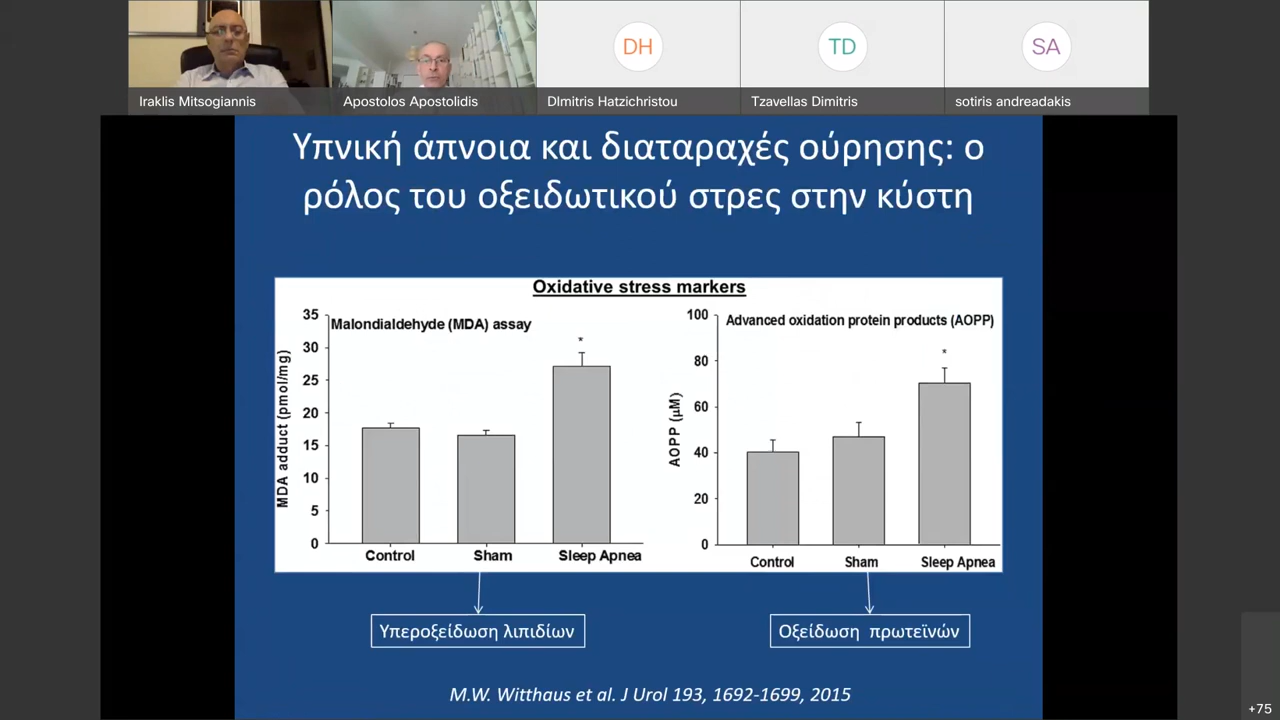 DH
TD
SA
Iraklis Mitsogiannis
Apostolos Apostolidis
DImitris Hatzichristou
Tzavellas Dimitris
sotiris andreadakis
Υπνική άπνοια και διαταραχές ούρησης: ο
ρόλος του οξειδωτικού στρες στην κύστη
Oxidative stress markers
Malondialdehyde (MDA) assay
MDA adduct (pmol/mg)
35
30
25
20
15
10
5
0
*
Control Sham Sleep Apnea
Advanced oxidation protein products (AOPP)
AOPP (μM)
100
80
60
40
20
0
*
Control Sham Sleep Apnea
Υπεροξείδωση λιπιδίων
Οξείδωση πρωτεϊνών
M.W. Witthaus et al. J Urol 193, 1692-1699, 2015
+75